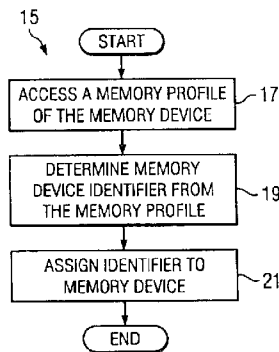 15
START
ACCESS A MEMORY PROFILE
OF THE MEMORY DEVICE
17
DETERMINE MEMORY
DEVICE IDENTIFIER FROM
THE MEMORY PROFILE
19
ASSIGN IDENTIFIER TO
MEMORY DEVICE
21
END